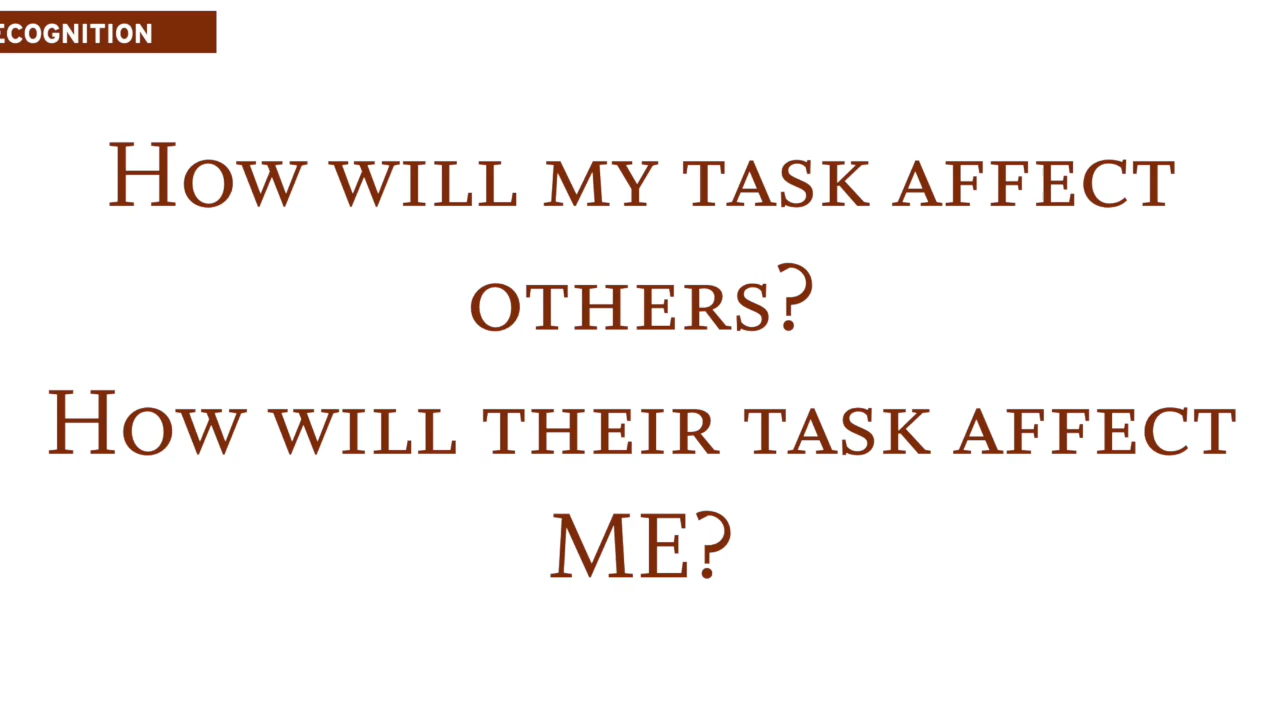 ECOGNITION
How will my task affect
others?
How will their task affect
ME?